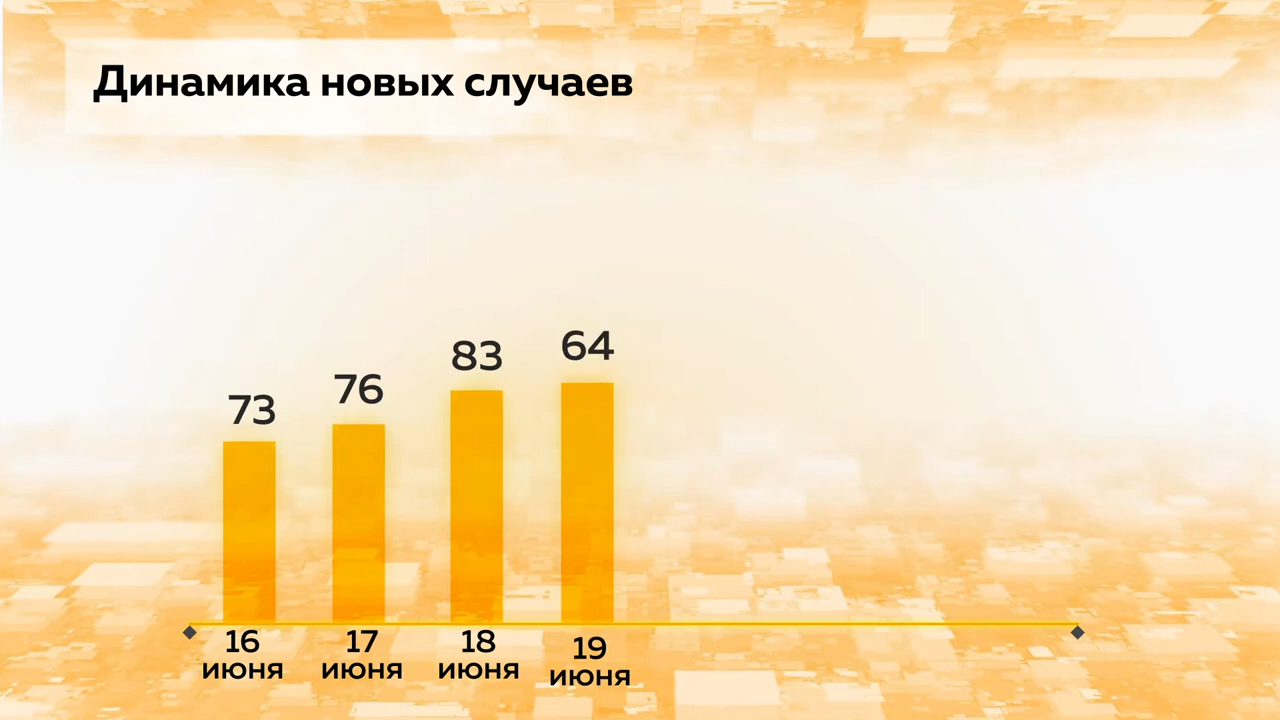 Динамика новых случаев
73
76
83
64
16
июня
17
июня
18
июня
19
июня